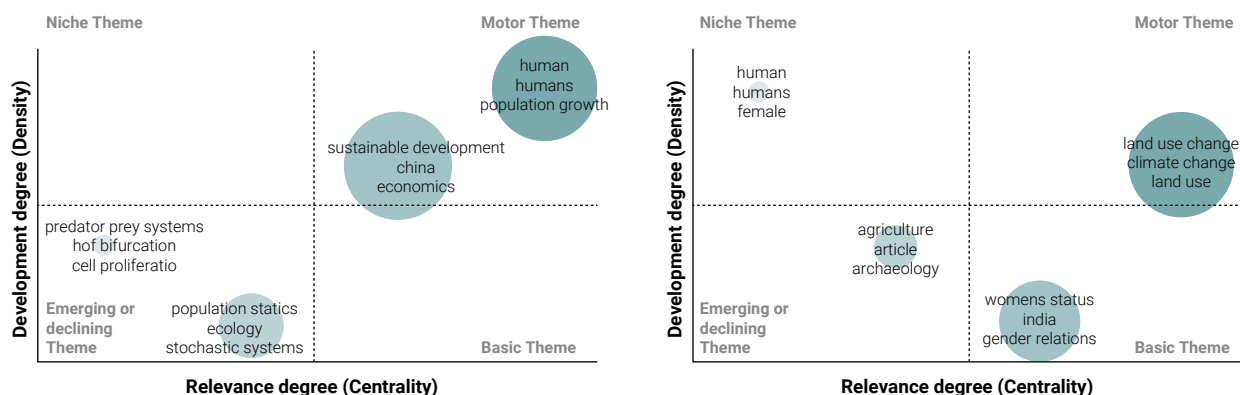 Niche Theme
Motor Theme
human
humans
population growth
sustainable development
china
economics
predator prey systems
hof bifurcation
cell proliferatio
population statics
ecology
stochastic systems
Emerging or
declining
Theme
Basic Theme
Development degree (Density)
Relevance degree (Centrality)
Niche Theme
Motor Theme
human
humans
female
land use change
climate change
land use
agriculture
article
archaeology
womens status
india
gender relations
Emerging or
declining
Theme
Basic Theme
Development degree (Density)
Relevance degree (Centrality)